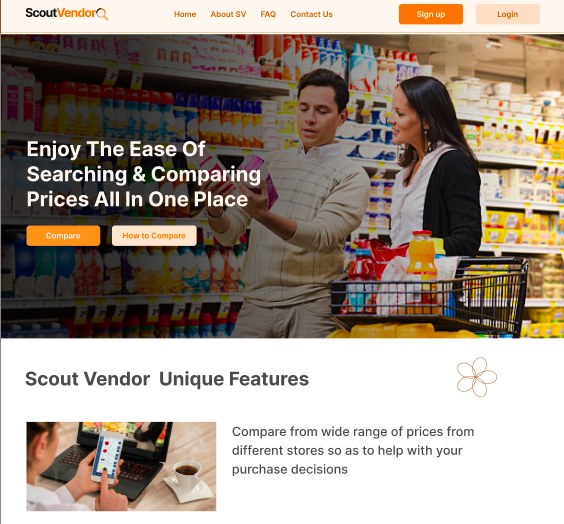 ScoutVendor
Home About SV FAQ Contact Us
Sign up Login
Enjoy The Ease Of
Searching & Comparing
Prices All In One Place
Compare How to Compare
Scout Vendor Unique Features
Compare from wide range of prices from
different stores so as to help with your
purchase decisions